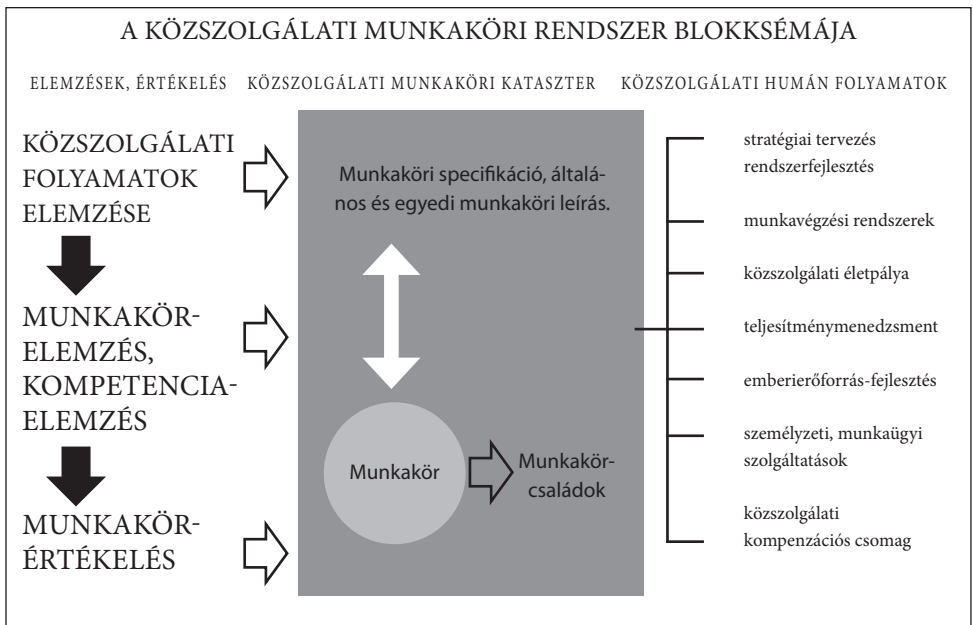 A KÖZSZOLGÁLATI MUNKAKÖRI RENDSZER BLOKKSÉMÁJA
ELEMZÉSEK, ÉRTÉKELÉS
KÖZSZOLGÁLATI MUNKAKÖRI KATASZTER
KÖZSZOLGÁLATI HUMÁN FOLYAMATOK
KÖZSZOLGÁLATI
FOLYAMATOK
ELEMZÉSE
MUNKAKÖR-
ELEMZÉS,
KOMPETENCIA-
ELEMZÉS
MUNKAKÖR-
ÉRTÉKELÉS
Munkaköri specifikáció, általá-
nos és egyedi munkaköri leírás.
Munkakör
Munkakör-
családok
stratégiai tervezés
rendszerfejlesztés
munkavégzési rendszerek
közszolgálati életpálya
teljesítménymenedzsment
emberierőforrás-fejlesztés
személyzeti, munkaügyi
szolgáltatások
közszolgálati
kompenzációs csomag